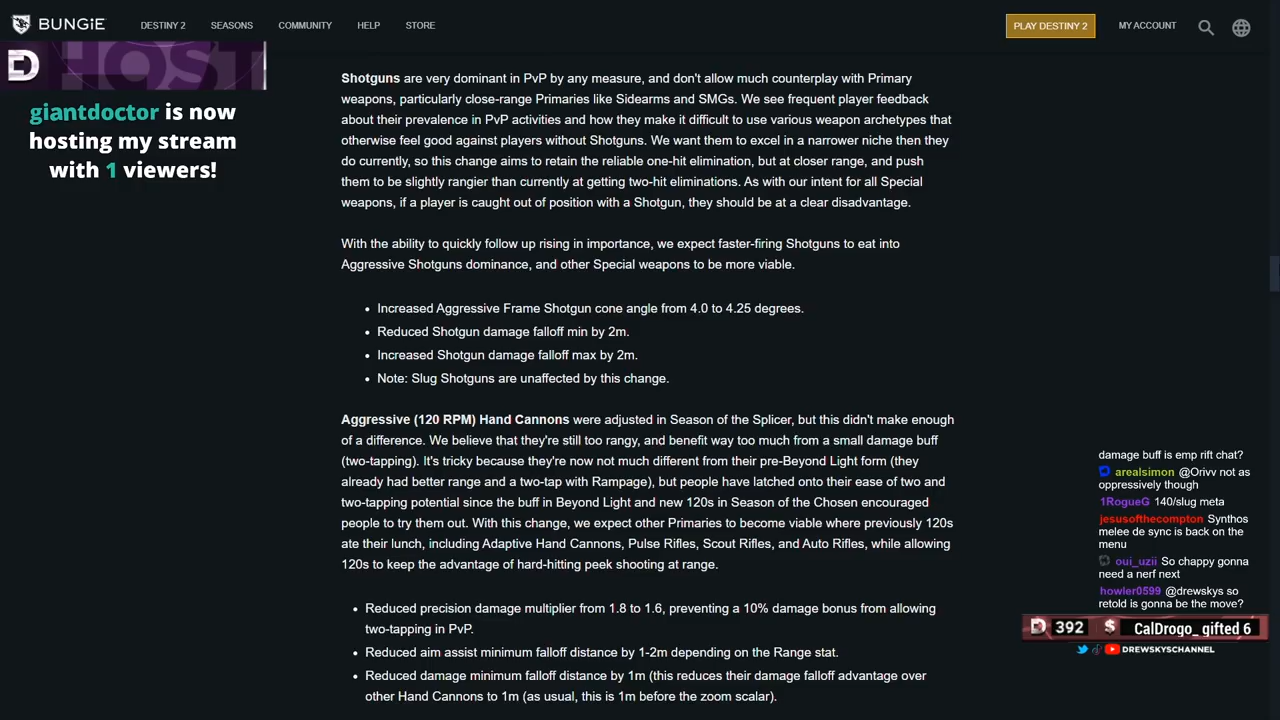 BUNGiE
DESTINY 2
SEASONS
COMMUNITY
HELP
STORE
PLAY DESTINY 2
MY ACCOUNT
D HOST
giantdoctor is now
hosting my stream
with 1 viewers!
Shotguns are very dominant in PvP by any measure, and don't allow much counterplay with Primary
weapons, particularly close-range Primaries like Sidearms and SMGs. We see frequent player feedback
about their prevalence in PvP activities and how they make it difficult to use various weapon archetypes that
otherwise feel good against players without Shotguns. We want them to excel in a narrower niche then they
do currently, so this change aims to retain the reliable one-hit elimination, but at closer range, and push
them to be slightly rangier than currently at getting two-hit eliminations. As with our intent for all Special
weapons, if a player is caught out of position with a Shotgun, they should be at a clear disadvantage.
With the ability to quickly follow up rising in importance, we expect faster-firing Shotguns to eat into
Aggressive Shotguns dominance, and other Special weapons to be more viable.
• Increased Aggressive Frame Shotgun cone angle from 4.0 to 4.25 degrees.
• Reduced Shotgun damage falloff min by 2m.
• Increased Shotgun damage falloff max by 2m.
• Note: Slug Shotguns are unaffected by this change.
Aggressive (120 RPM) Hand Cannons were adjusted in Season of the Splicer, but this didn't make enough
of a difference. We believe that they're still too rangy, and benefit way too much from a small damage buff
(two-tapping). It's tricky because they're now not much different from their pre-Beyond Light form (they
already had better range and a two-tap with Rampage), but people have latched onto their ease of two and
two-tapping potential since the buff in Beyond Light and new 120s in Season of the Chosen encouraged
people to try them out. With this change, we expect other Primaries to become viable where previously 120s
ate their lunch, including Adaptive Hand Cannons, Pulse Rifles, Scout Rifles, and Auto Rifles, while allowing
120s to keep the advantage of hard-hitting peek shooting at range.
• Reduced precision damage multiplier from 1.8 to 1.6, preventing a 10% damage bonus from allowing
two-tapping in PvP.
• Reduced aim assist minimum falloff distance by 1-2m depending on the Range stat.
• Reduced damage minimum falloff distance by 1m (this reduces their damage falloff advantage over
other Hand Cannons to 1m (as usual, this is 1m before the zoom scalar).
damage buff is emp rift chat?
arealsimon @Orivv not as
oppressively though
1RogueG 140/slug meta
jesusofthecompton Synthos
melee de sync is back on the
menu
oui_uzii So chappy gonna
need a nerf next
howler0599 @drewskys so
retold is gonna be the move?
D 392 $ CalDrogo_ gifted 6
DREWSKYSCHANNEL